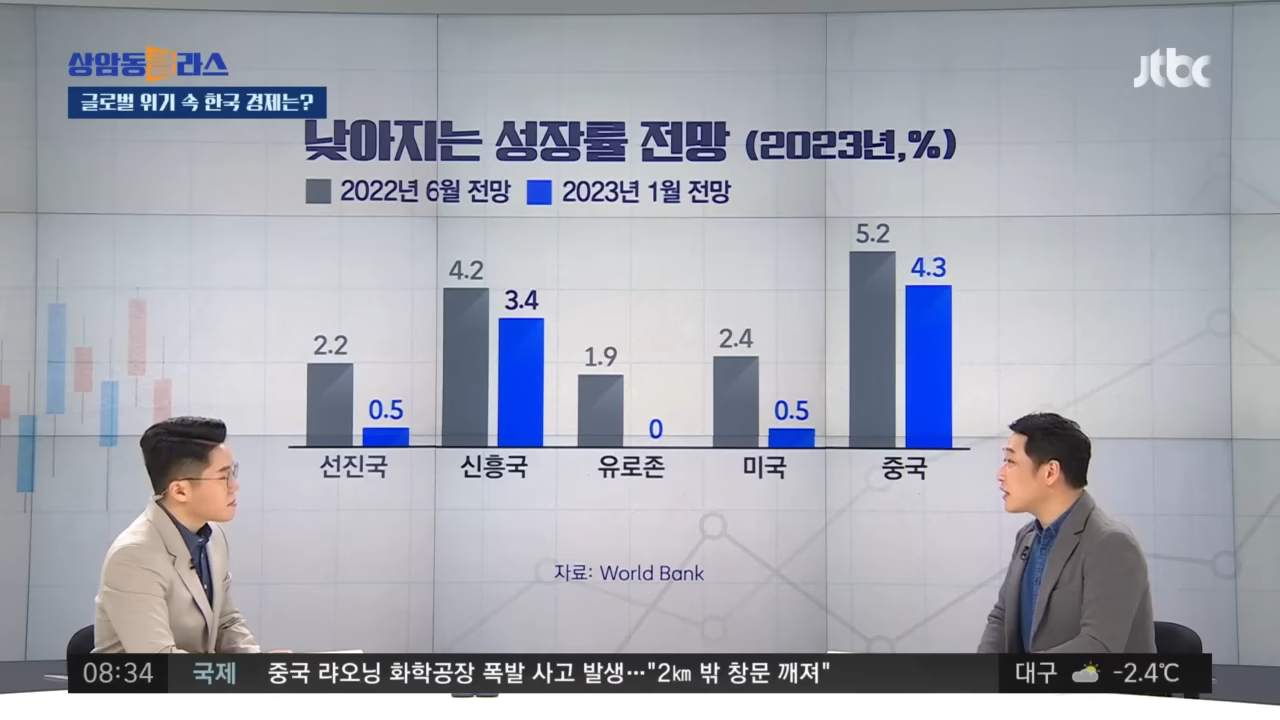 상암동클라스
jtbc
글로벌 위기 속 한국 경제는?
낮아지는 성장률 전망 (2023년,%)
2022년 6월 전망 2023년 1월 전망
2.2 0.5 4.2 3.4 1.9 0 2.4 0.5 5.2 4.3
선진국 신흥국 유로존 미국 중국
자료: World Bank
08:34 국제 중국 랴오닝 화학공장 폭발 사고 발생…"2㎞ 밖 창문 깨져" 대구 -2.4℃